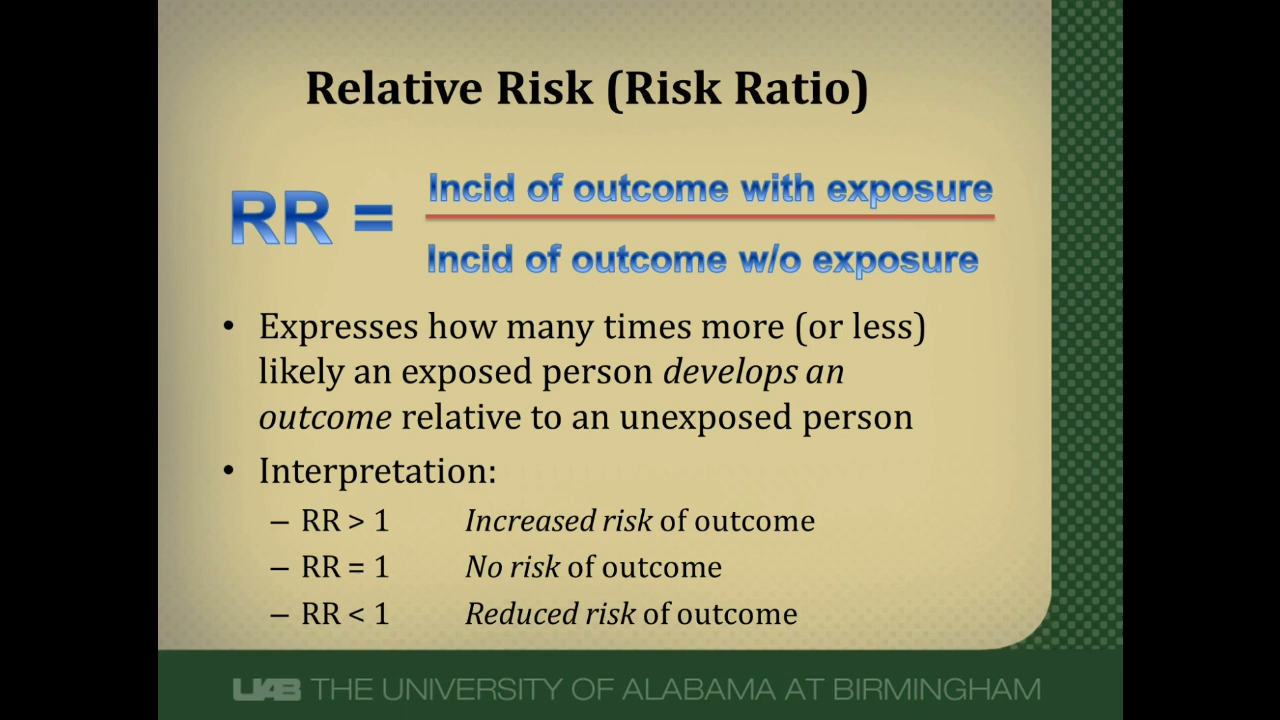 Relative Risk (Risk Ratio)
RR =
Incid of outcome with exposure
Incid of outcome w/o exposure
• Expresses how many times more (or less)
likely an exposed person develops an
outcome relative to an unexposed person
• Interpretation:
– RR > 1 Increased risk of outcome
– RR = 1 No risk of outcome
– RR < 1 Reduced risk of outcome
UAB THE UNIVERSITY OF ALABAMA AT BIRMINGHAM